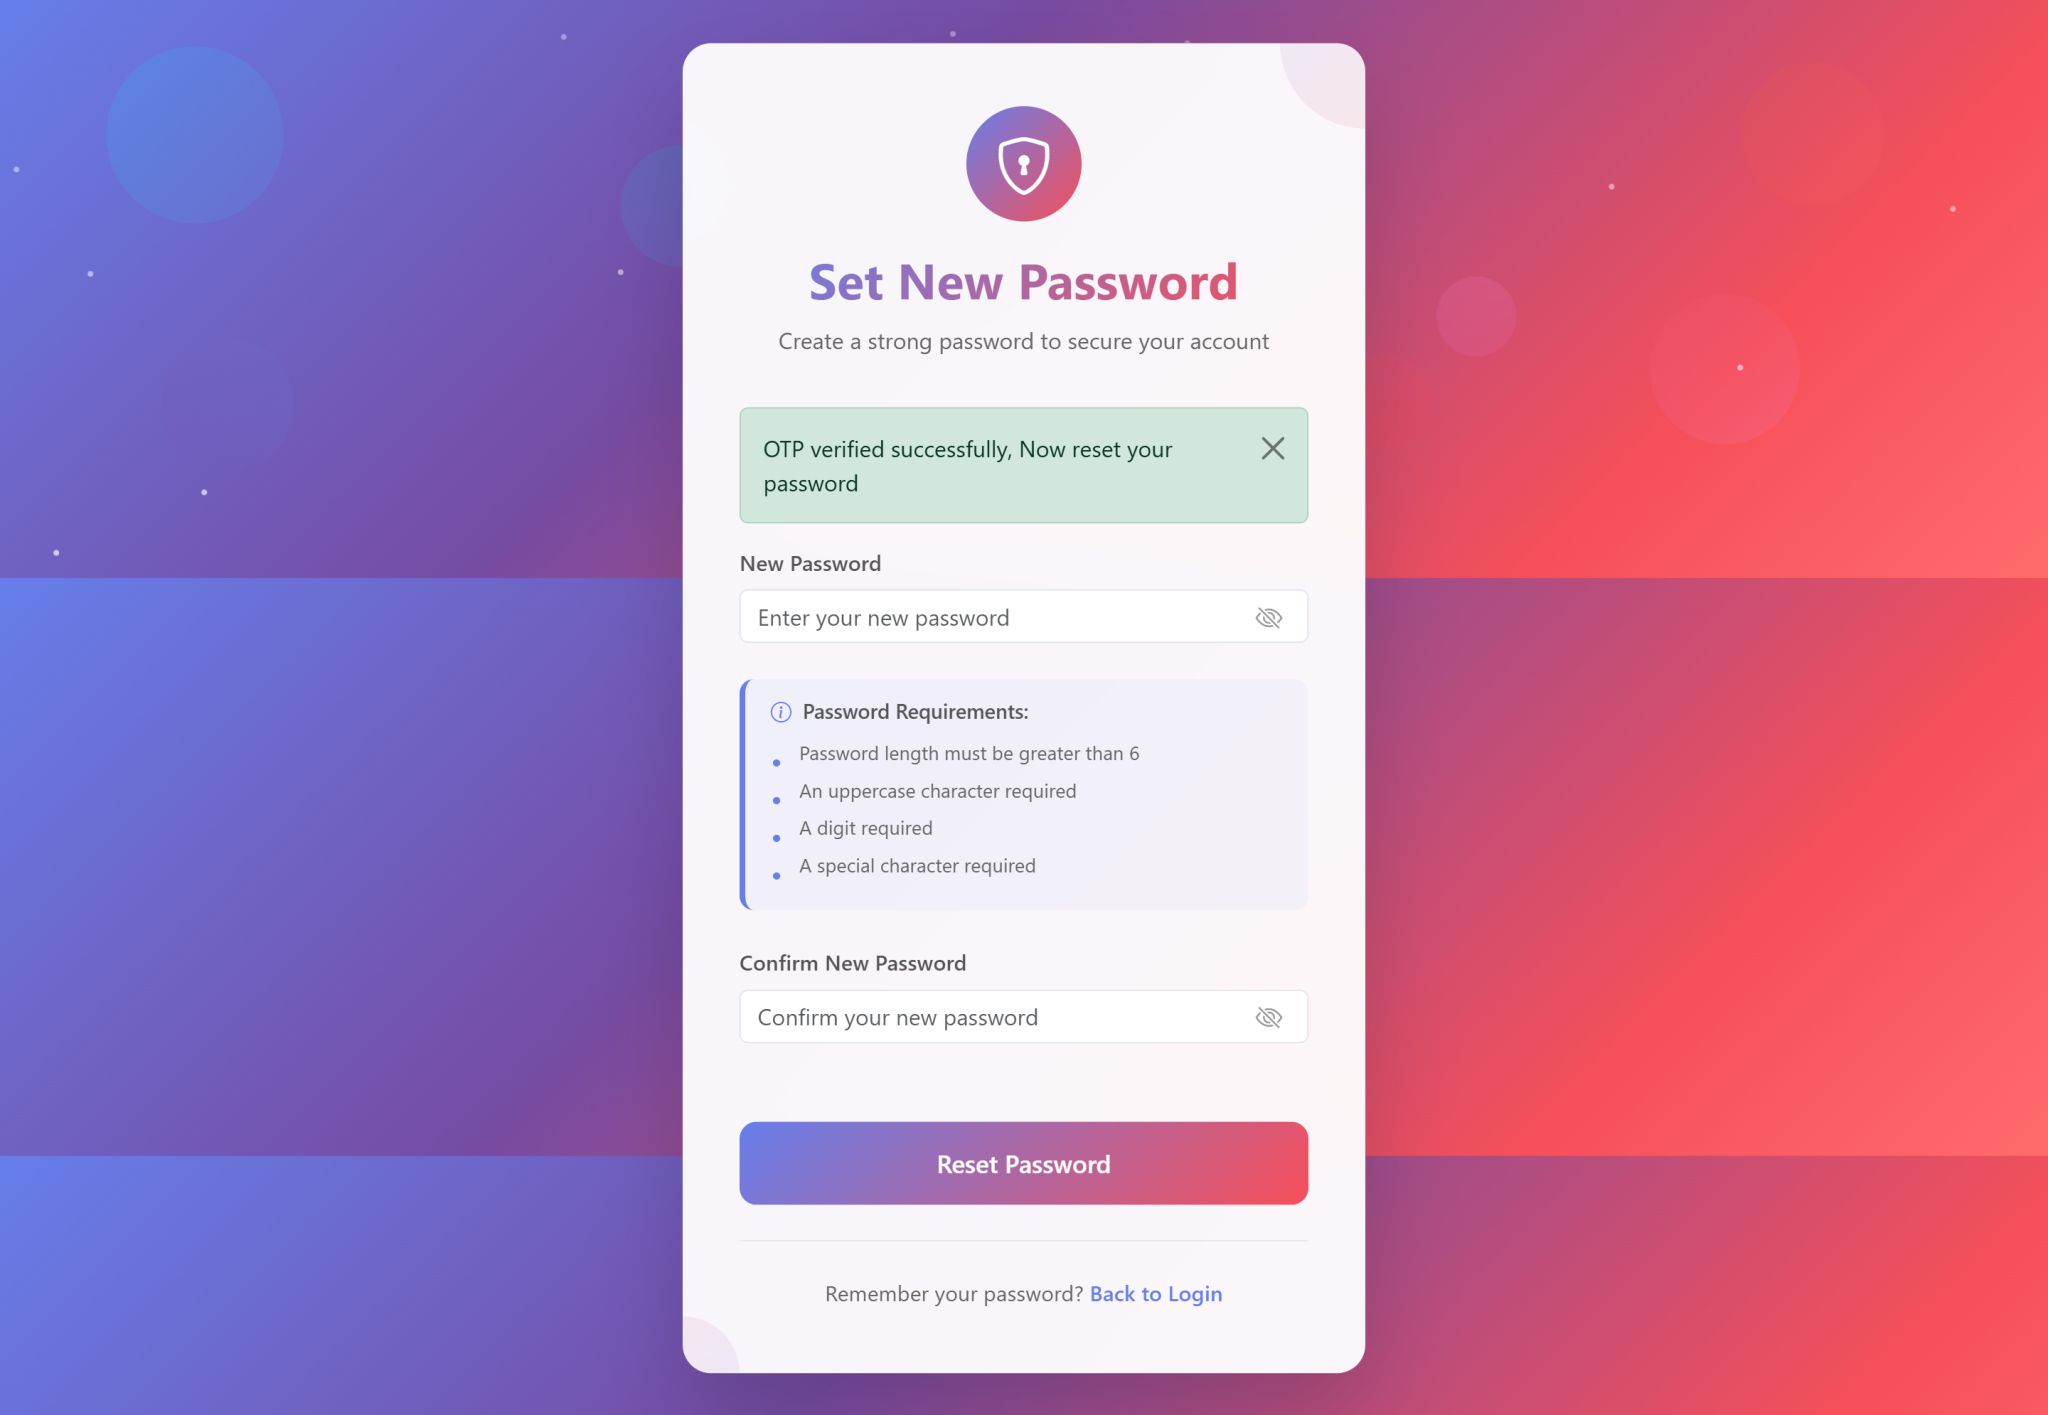 Set New Password
Create a strong password to secure your account
OTP verified successfully, Now reset your
password
New Password
Enter your new password
Password Requirements:
Password length must be greater than 6
An uppercase character required
A digit required
A special character required
Confirm New Password
Confirm your new password
Reset Password
Remember your password? Back to Login